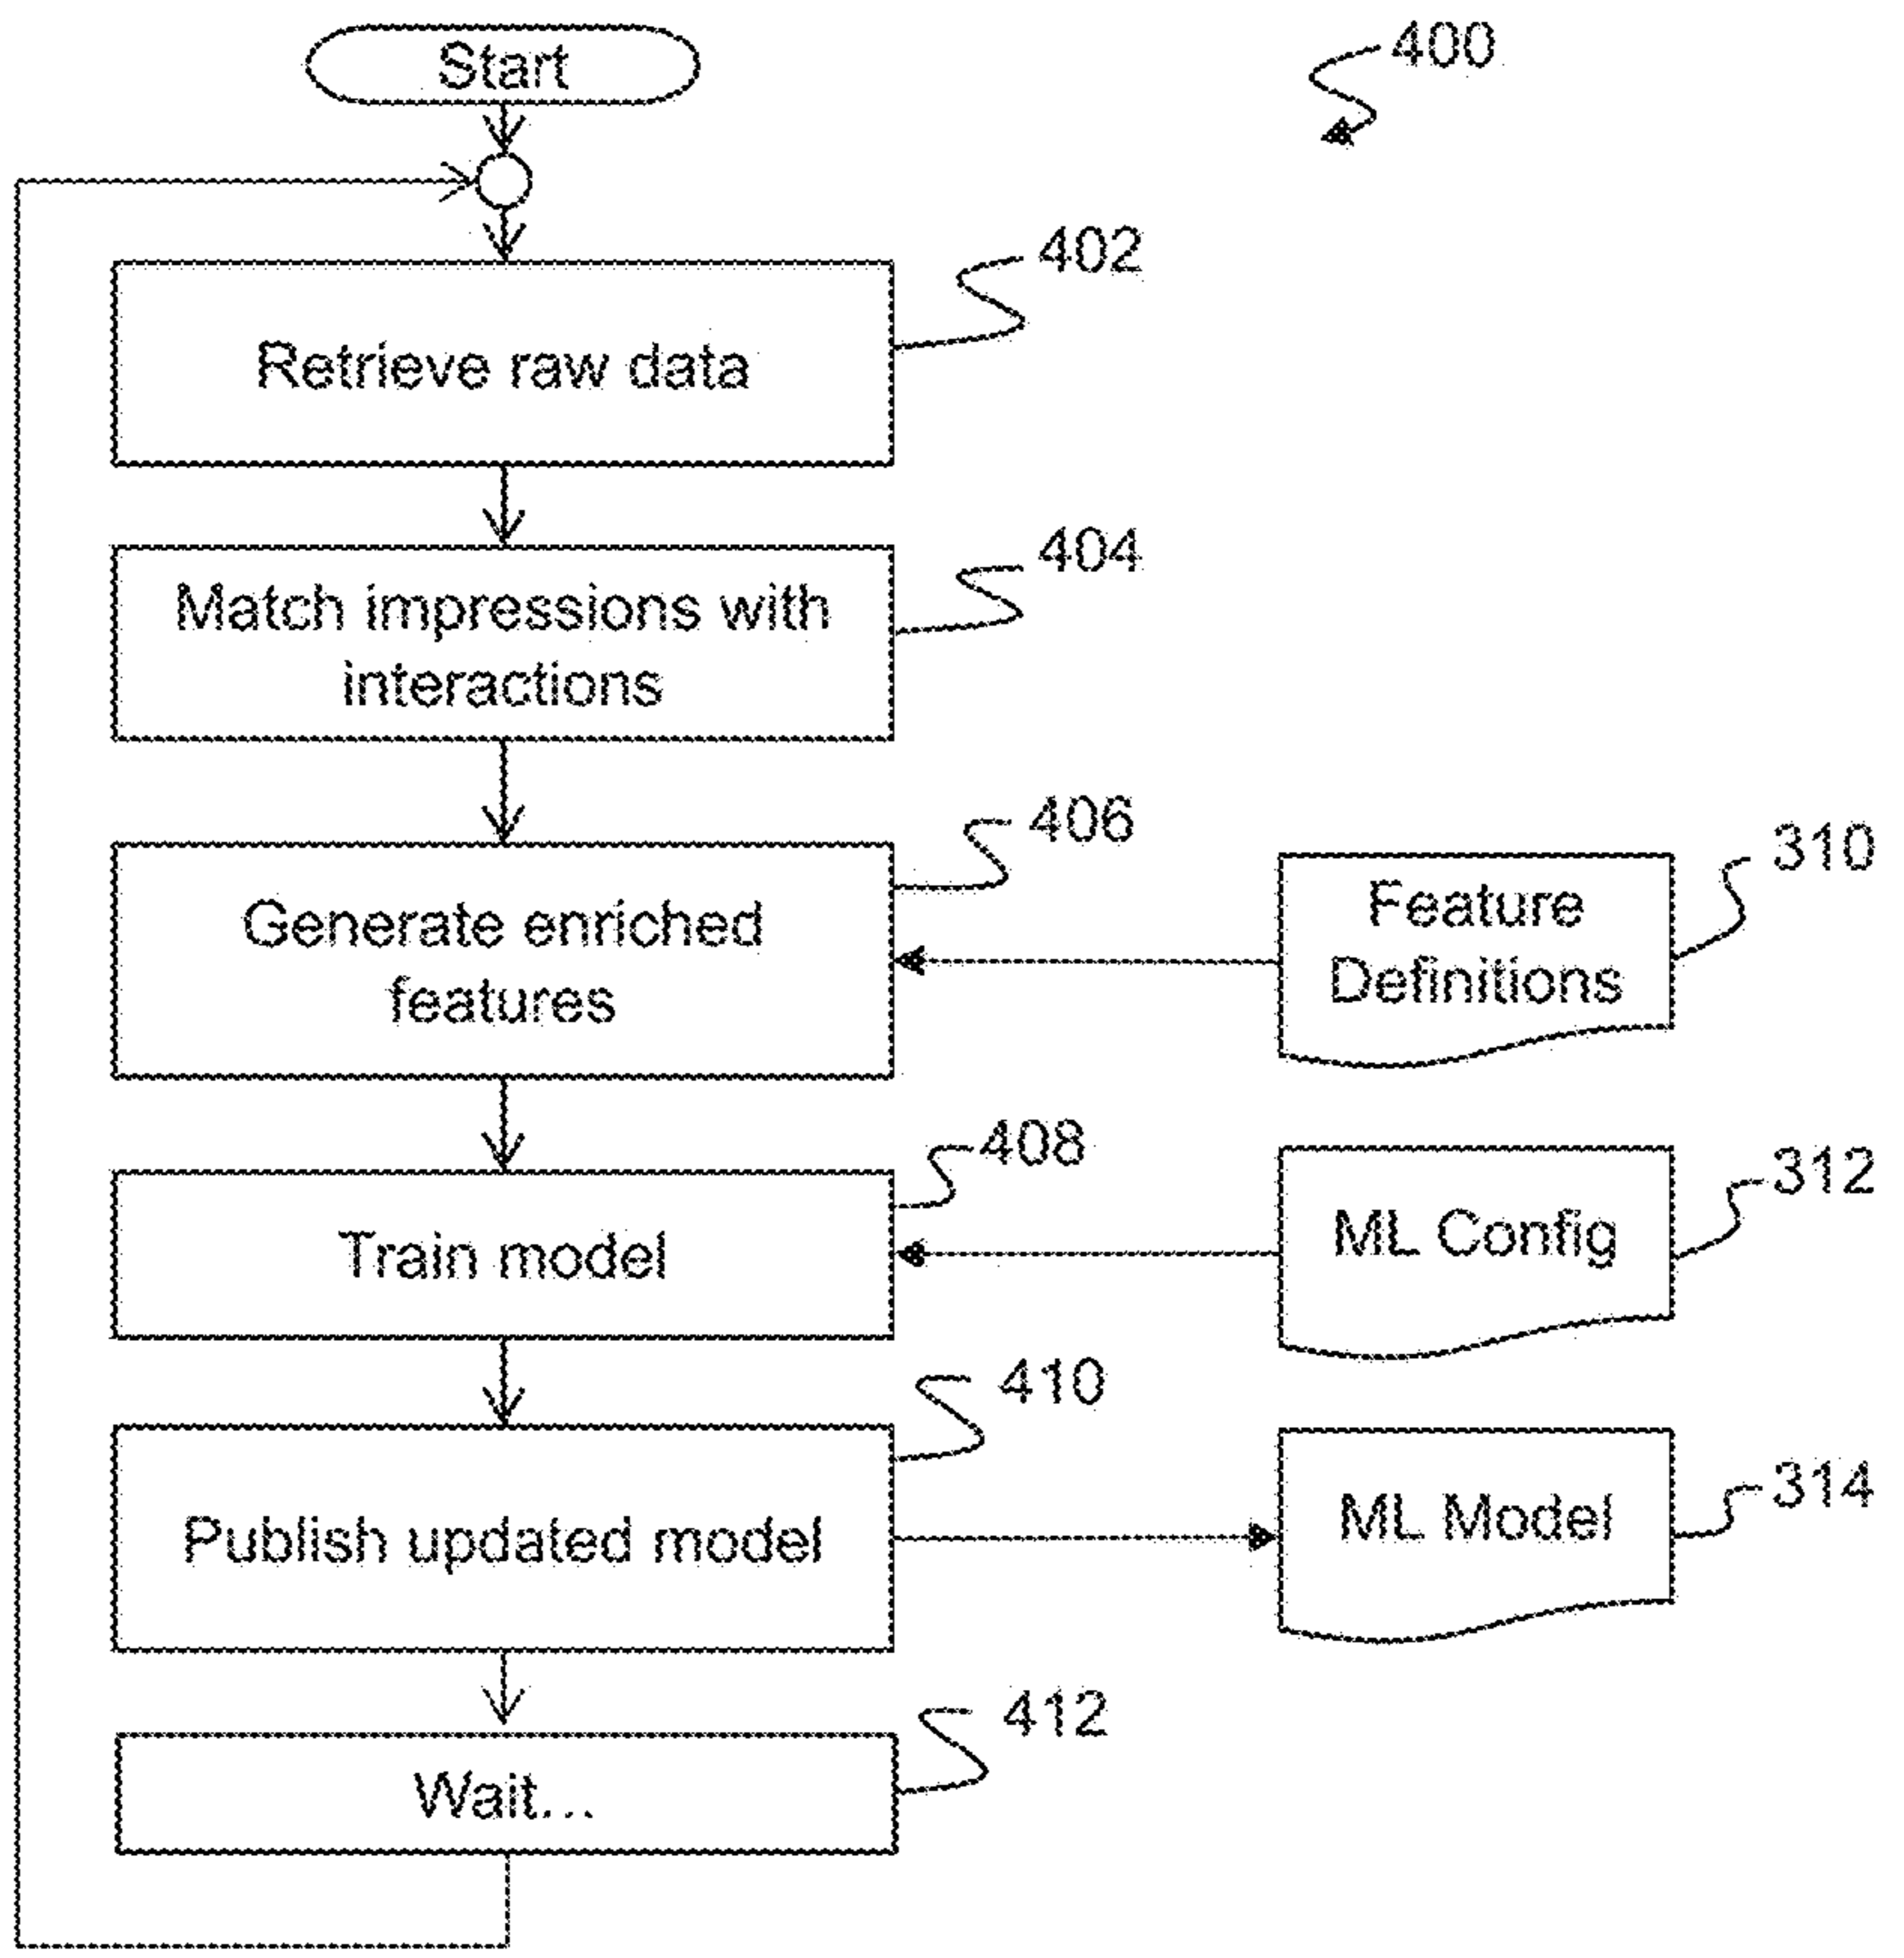 Start
400
402
Retrieve raw data
404
Match impressions with
interactions
406
Generate enriched
features
310
Feature
Definitions
408
Train model
312
ML Config
410
Publish updated model
314
ML Model
412
Wait...